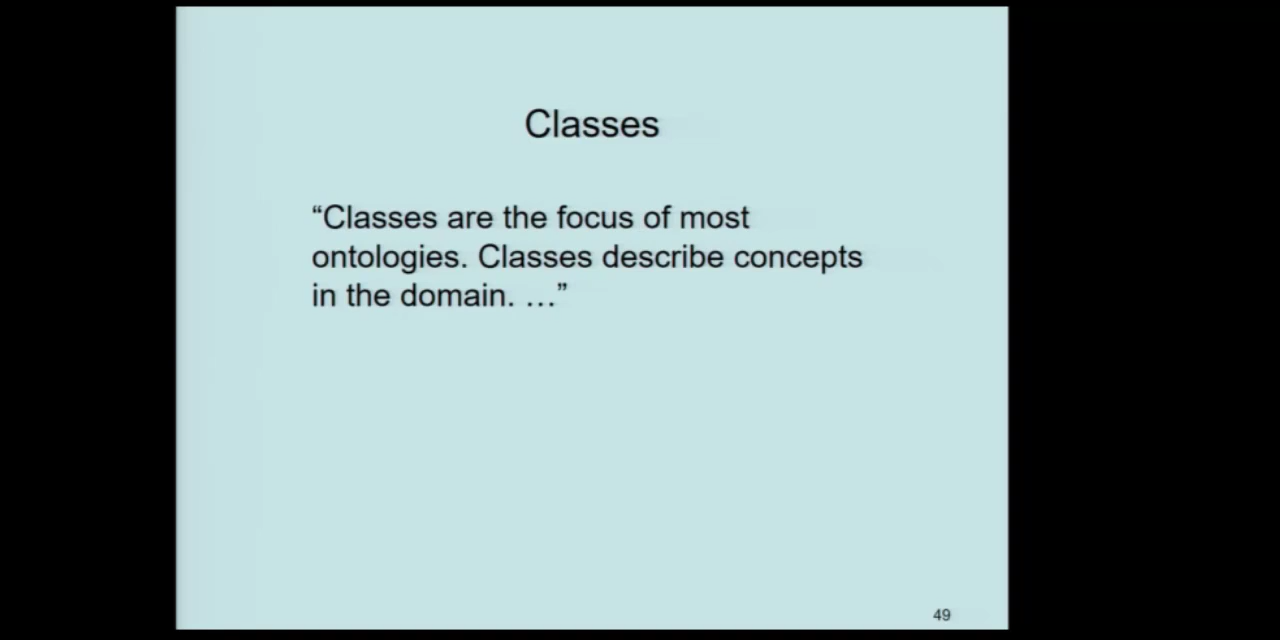 Classes
“Classes are the focus of most
ontologies. Classes describe concepts
in the domain. …”
49